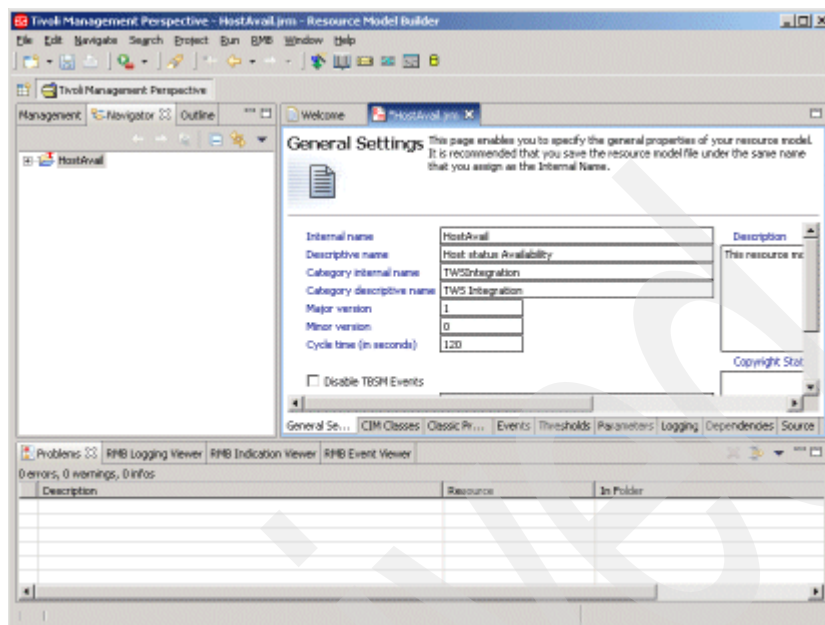 Tivoli Management Perspective - HostAvail.jrm - Resource Model Builder
File Edit Navigate Search Project Run RMB Window Help
Tivoli Management Perspective
Management Navigator Outline
Welcome *HostAvail.jrm
HostAvail
General Settings
This page enables you to specify the general properties of your resource model.
It is recommended that you save the resource model file under the same name
that you assign as the Internal Name.
Internal name HostAvail Description
Descriptive name Host status Availability This resource mo
Category internal name TWSIntegration
Category descriptive name TWS Integration
Major version 1
Minor version 0
Cycle time (in seconds) 120
Copyright Stat
Disable TBSM Events
General Se... CIM Classes Classic Pr... Events Thresholds Parameters Logging Dependencies Source
Problems RMB Logging Viewer RMB Indication Viewer RMB Event Viewer
0 errors, 0 warnings, 0 infos
Description Resource In Folder